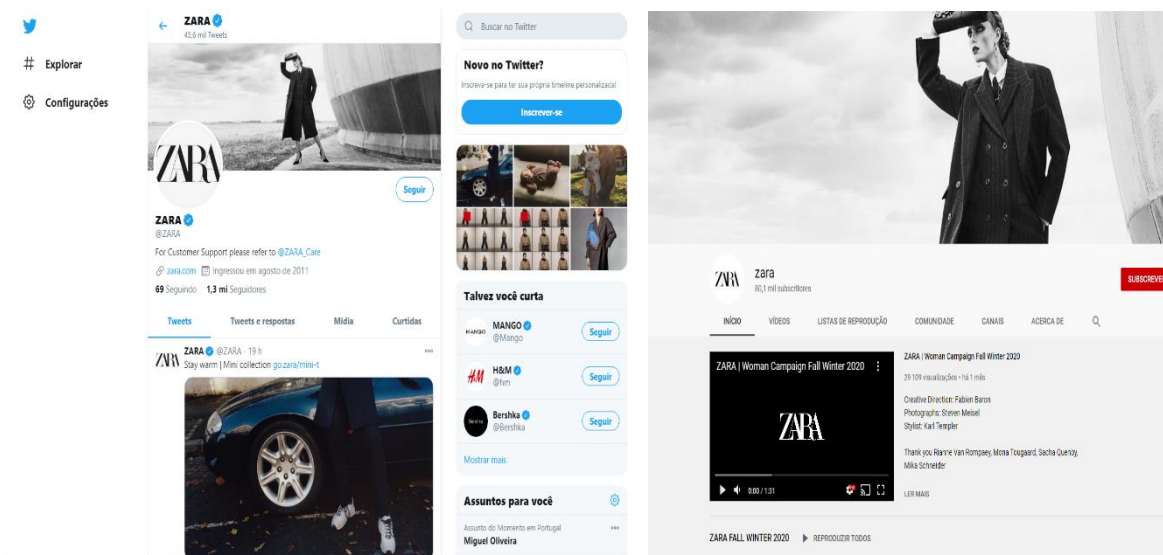 Explorar
Configurações
ZARA
45,6 mil Tweets
ZARA
Seguir
ZARA
@ZARA
For Customer Support please refer to @ZARA_Care
zara.com Ingressou em agosto de 2011
69 Seguindo 1,3 mi Seguidores
Tweets Tweets e respostas Mídia Curtidas
ZARA @ZARA · 19 h
Stay warm | Mini collection go.zara/mini-t
Buscar no Twitter
Novo no Twitter?
Inscreva-se para ter sua própria timeline personalizada!
Inscrever-se
Talvez você curta
MANGO
MANGO
@Mango
Seguir
H&M
H&M
@hm
Seguir
Bershka
Bershka
@Bershka
Seguir
Mostrar mais
Assuntos para você
Assunto do Momento em Portugal
Miguel Oliveira
ZARA
zara
80,1 mil subscritores
SUBSCREVER
INÍCIO VÍDEOS LISTAS DE REPRODUÇÃO COMUNIDADE CANAIS ACERCA DE
ZARA | Woman Campaign Fall Winter 2020
ZARA
0:00 / 1:31
ZARA | Woman Campaign Fall Winter 2020
29 109 visualizações • há 1 mês
Creative Direction: Fabien Baron
Photographs: Steven Meisel
Stylist: Karl Templer
Thank you Rianne Van Rompaey, Mona Tougaard, Sacha Quenby,
Mika Schneider
LER MAIS
ZARA FALL WINTER 2020 REPRODUZIR TODOS